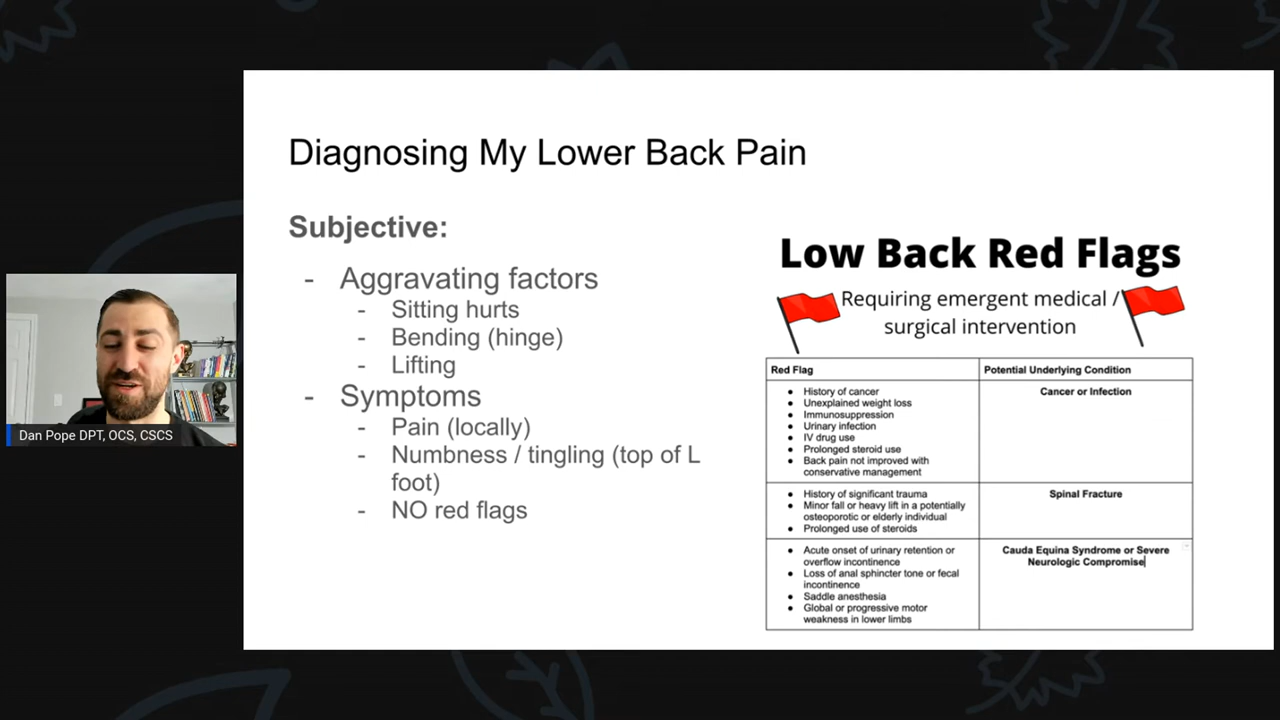 Diagnosing My Lower Back Pain
Subjective:
- Aggravating factors
- Sitting hurts
- Bending (hinge)
- Lifting
- Symptoms
- Pain (locally)
- Numbness / tingling (top of L
foot)
- NO red flags
Low Back Red Flags
Requiring emergent medical /
surgical intervention
Red Flag
Potential Underlying Condition
• History of cancer
• Unexplained weight loss
• Immunosuppression
• Urinary infection
• IV drug use
• Prolonged steroid use
• Back pain not improved with
conservative management
Cancer or Infection
• History of significant trauma
• Minor fall or heavy lift in a potentially
osteoporotic or elderly individual
• Prolonged use of steroids
Spinal Fracture
• Acute onset of urinary retention or
overflow incontinence
• Loss of anal sphincter tone or fecal
incontinence
• Saddle anesthesia
• Global or progressive motor
weakness in lower limbs
Cauda Equina Syndrome or Severe
Neurologic Compromise
Dan Pope DPT, OCS, CSCS